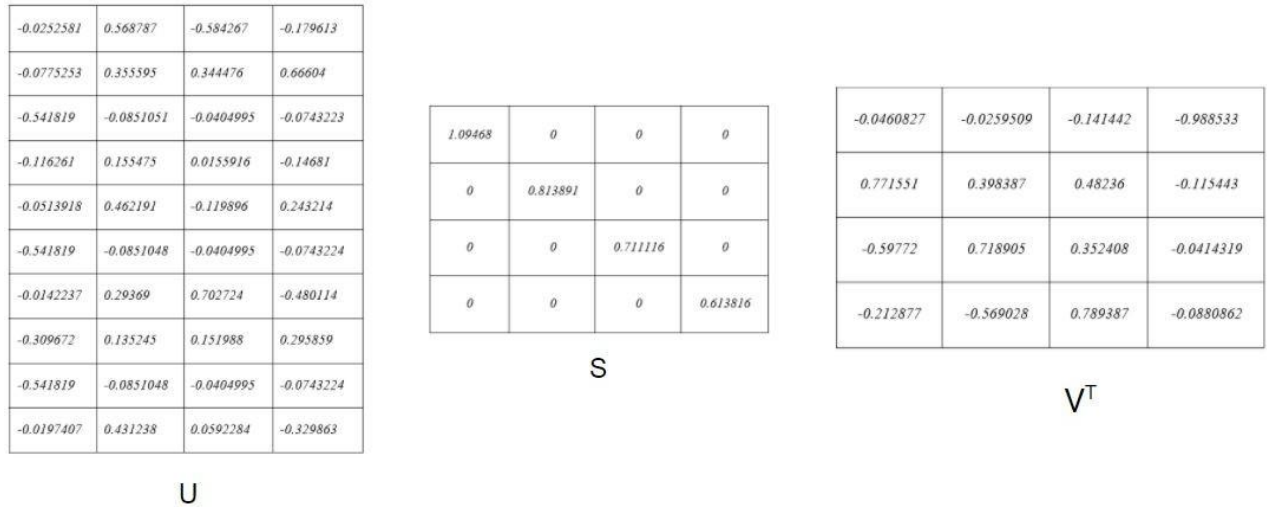 -0.0252581 0.568787 -0.584267 -0.179613
-0.0775253 0.355595 0.344476 0.66604
-0.541819 -0.0851051 -0.0404995 -0.0743223
-0.116261 0.155475 0.0155916 -0.14681
-0.0513918 0.462191 -0.119896 0.243214
-0.541819 -0.0851048 -0.0404995 -0.0743224
-0.0142237 0.29369 0.702724 -0.480114
-0.309672 0.135245 0.151988 0.295859
-0.541819 -0.0851048 -0.0404995 -0.0743224
-0.0197407 0.431238 0.0592284 -0.329863
U
1.09468 0 0 0
0 0.813891 0 0
0 0 0.711116 0
0 0 0 0.613816
S
-0.0460827 -0.0259509 -0.141442 -0.988533
0.771551 0.398387 0.48236 -0.115443
-0.59772 0.718905 0.352408 -0.0414319
-0.212877 -0.569028 0.789387 -0.0880862
V^T